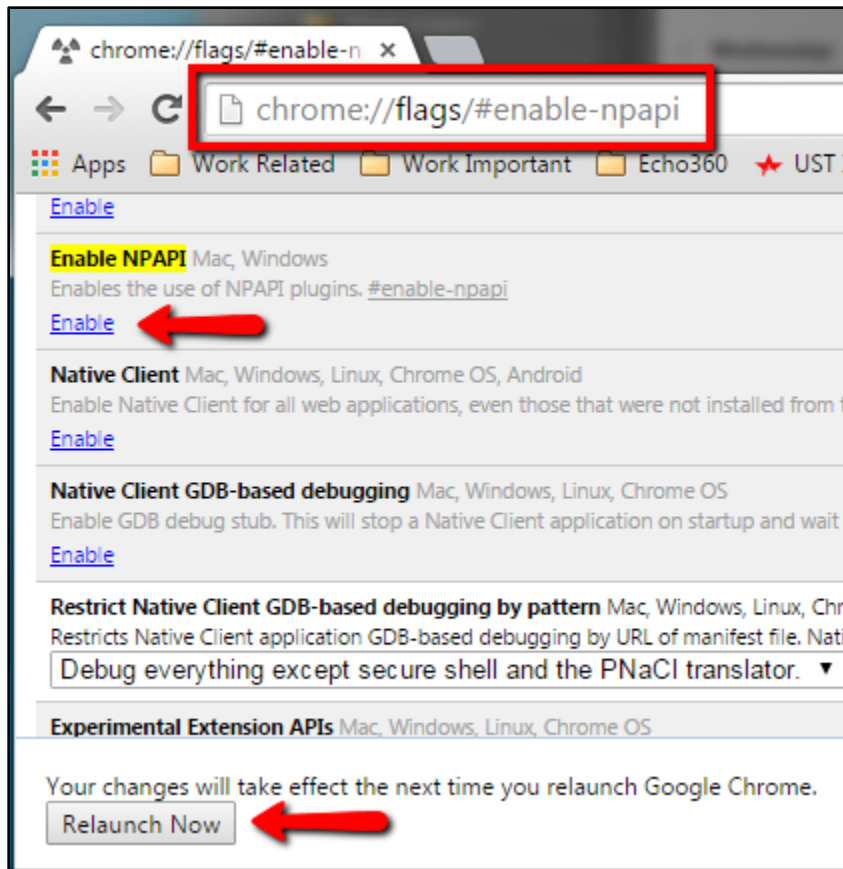 chrome://flags/#enable-n
chrome://flags/#enable-npapi
Apps Work Related Work Important Echo360 UST
Enable
Enable NPAPI Mac, Windows
Enables the use of NPAPI plugins. #enable-npapi
Enable
Native Client Mac, Windows, Linux, Chrome OS, Android
Enable Native Client for all web applications, even those that were not installed from
Enable
Native Client GDB-based debugging Mac, Windows, Linux, Chrome OS
Enable GDB debug stub. This will stop a Native Client application on startup and wait
Enable
Restrict Native Client GDB-based debugging by pattern Mac, Windows, Linux, Chr
Restricts Native Client application GDB-based debugging by URL of manifest file. Nati
Debug everything except secure shell and the PNaCl translator.
Experimental Extension APIs Mac, Windows, Linux, Chrome OS
Your changes will take effect the next time you relaunch Google Chrome.
Relaunch Now